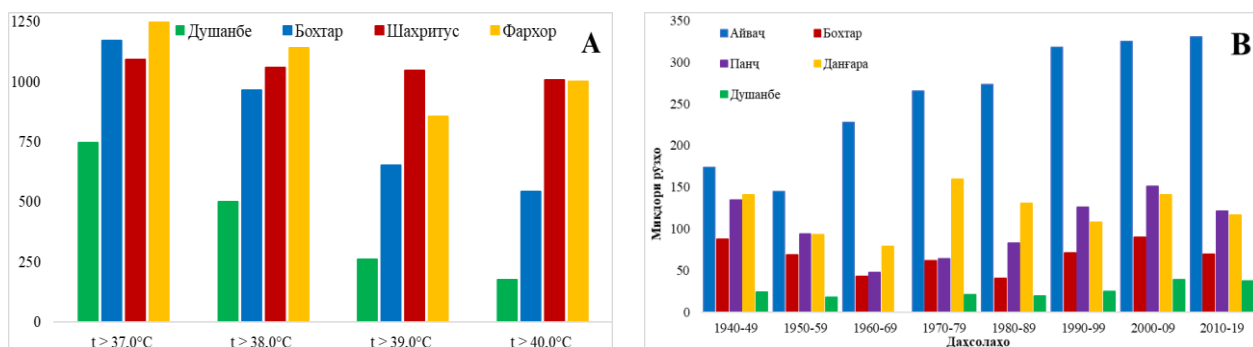 1250
1000
750
500
250
0
Душанбе Бохтар Шахритус Фархор
A
t > 37.0°C t > 38.0°C t > 39.0°C t > 40.0°C
Миқдори рӯзҳо
350
300
250
200
150
100
50
0
Айваҷ Бохтар
Панҷ Данғара
Душанбе
B
1940-49 1950-59 1960-69 1970-79 1980-89 1990-99 2000-09 2010-19
Даҳсолаҳо